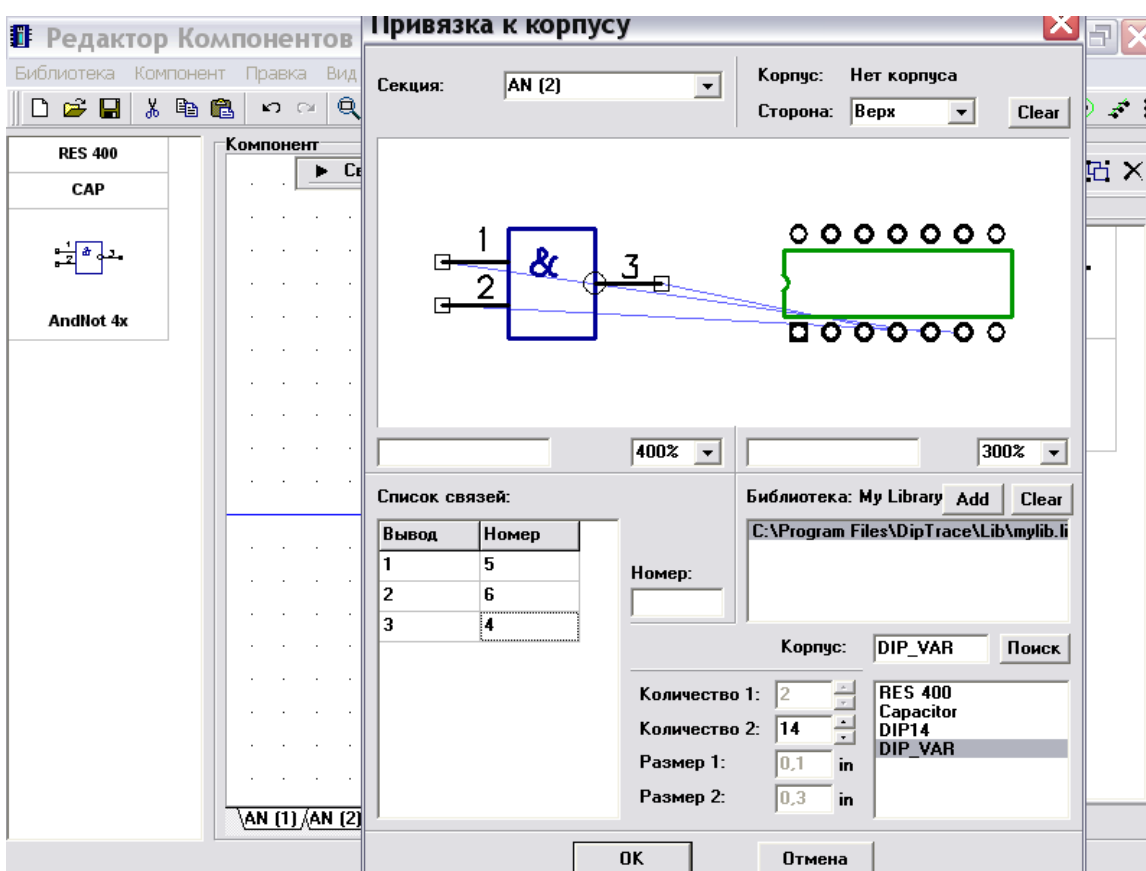 Редактор Компонентов
Привязка к корпусу
Библиотека Компонент Правка Вид
RES 400
CAP
1
2
&
3
AndNot 4x
Компонент
Секция: AN (2)
Корпус: Нет корпуса
Сторона: Верх Clear
1
2
&
3
400%
300%
Список связей:
Вывод Номер
1 5
2 6
3 4
Номер:
Библиотека: My Library Add Clear
C:\Program Files\DipTrace\Lib\mylib.li
Корпус: DIP_VAR Поиск
Количество 1: 2
Количество 2: 14
Размер 1: 0,1 in
Размер 2: 0,3 in
RES 400
Capacitor
DIP14
DIP_VAR
AN (1) AN (2)
OK Отмена